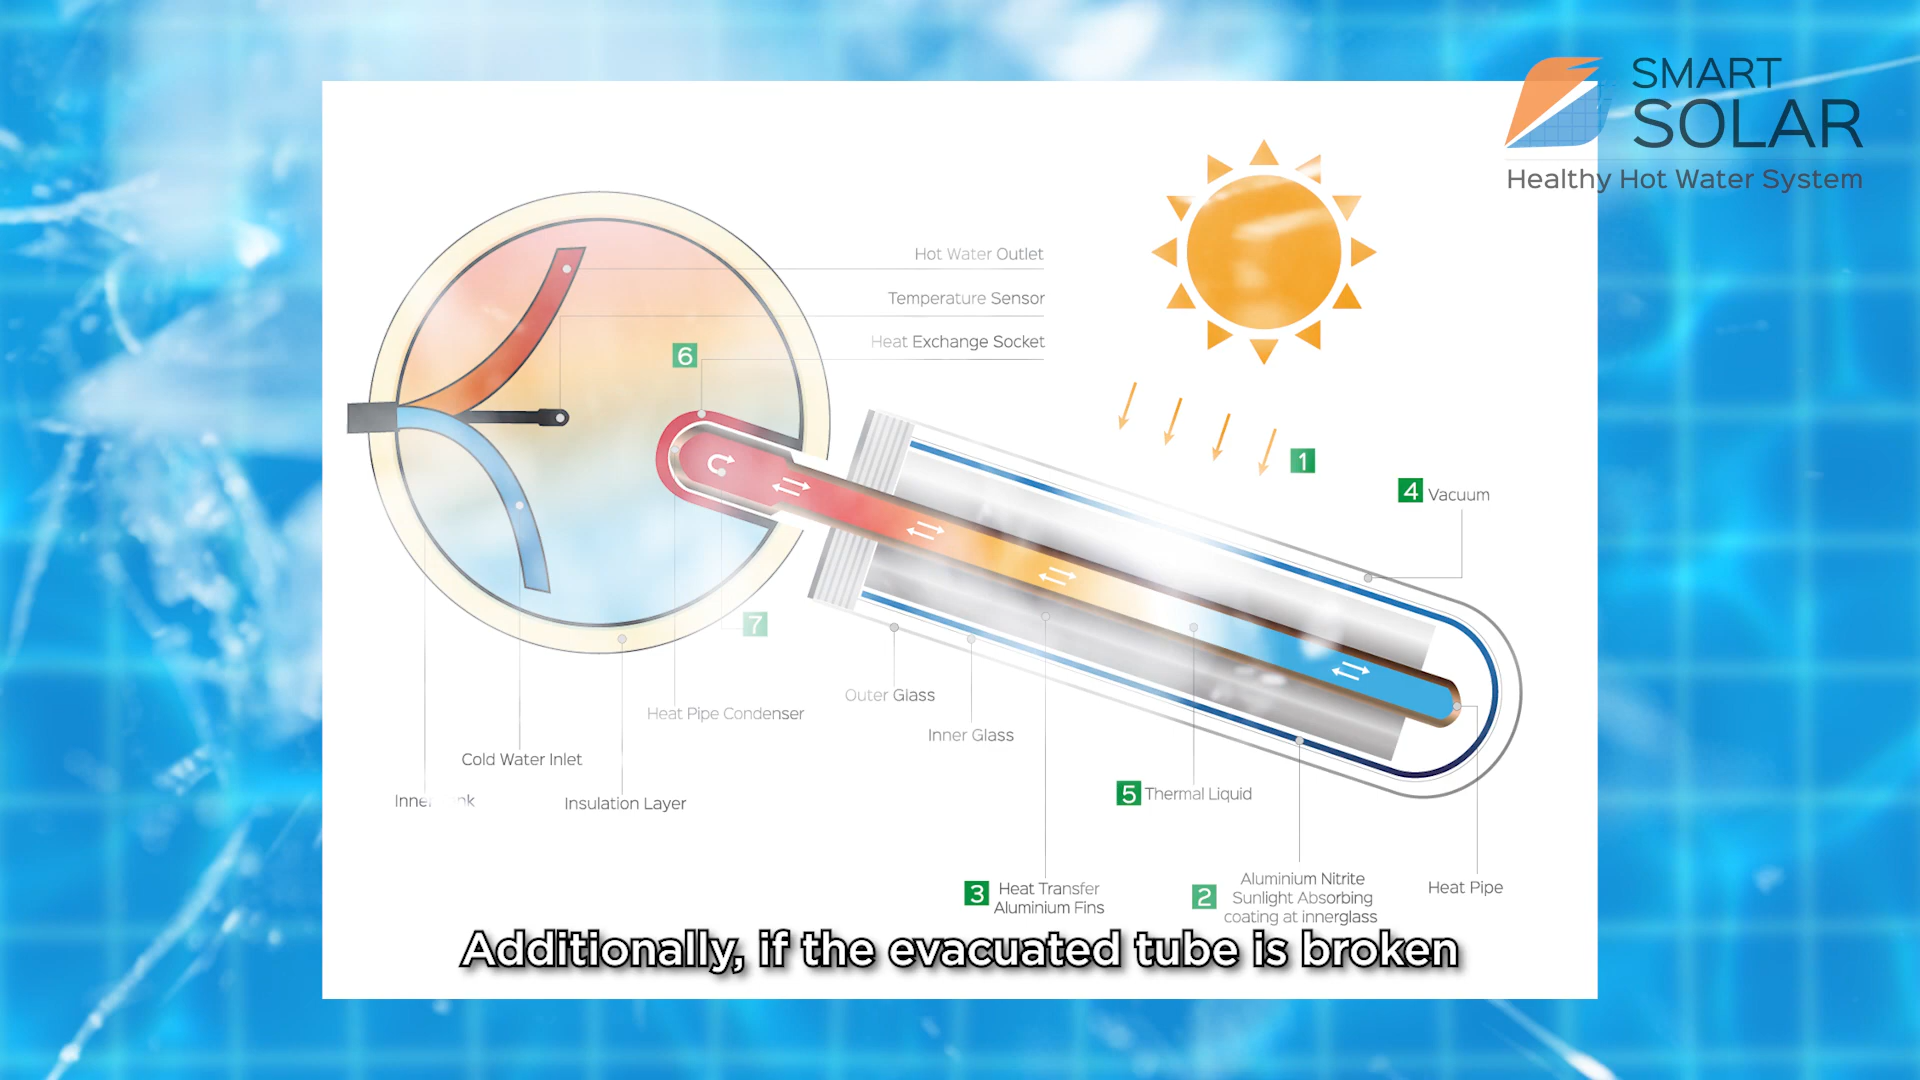 SMART
SOLAR
Healthy Hot Water System
Hot Water Outlet
Temperature Sensor
Heat Exchange Socket
6
1
4 Vacuum
7
Outer Glass
Heat Pipe Condenser
Inner Glass
Cold Water Inlet
Insulation Layer
5 Thermal Liquid
3 Heat Transfer
Aluminium Fins
2 Aluminium Nitrite
Sunlight Absorbing
coating at innerglass
Heat Pipe
Additionally, if the evacuated tube is broken